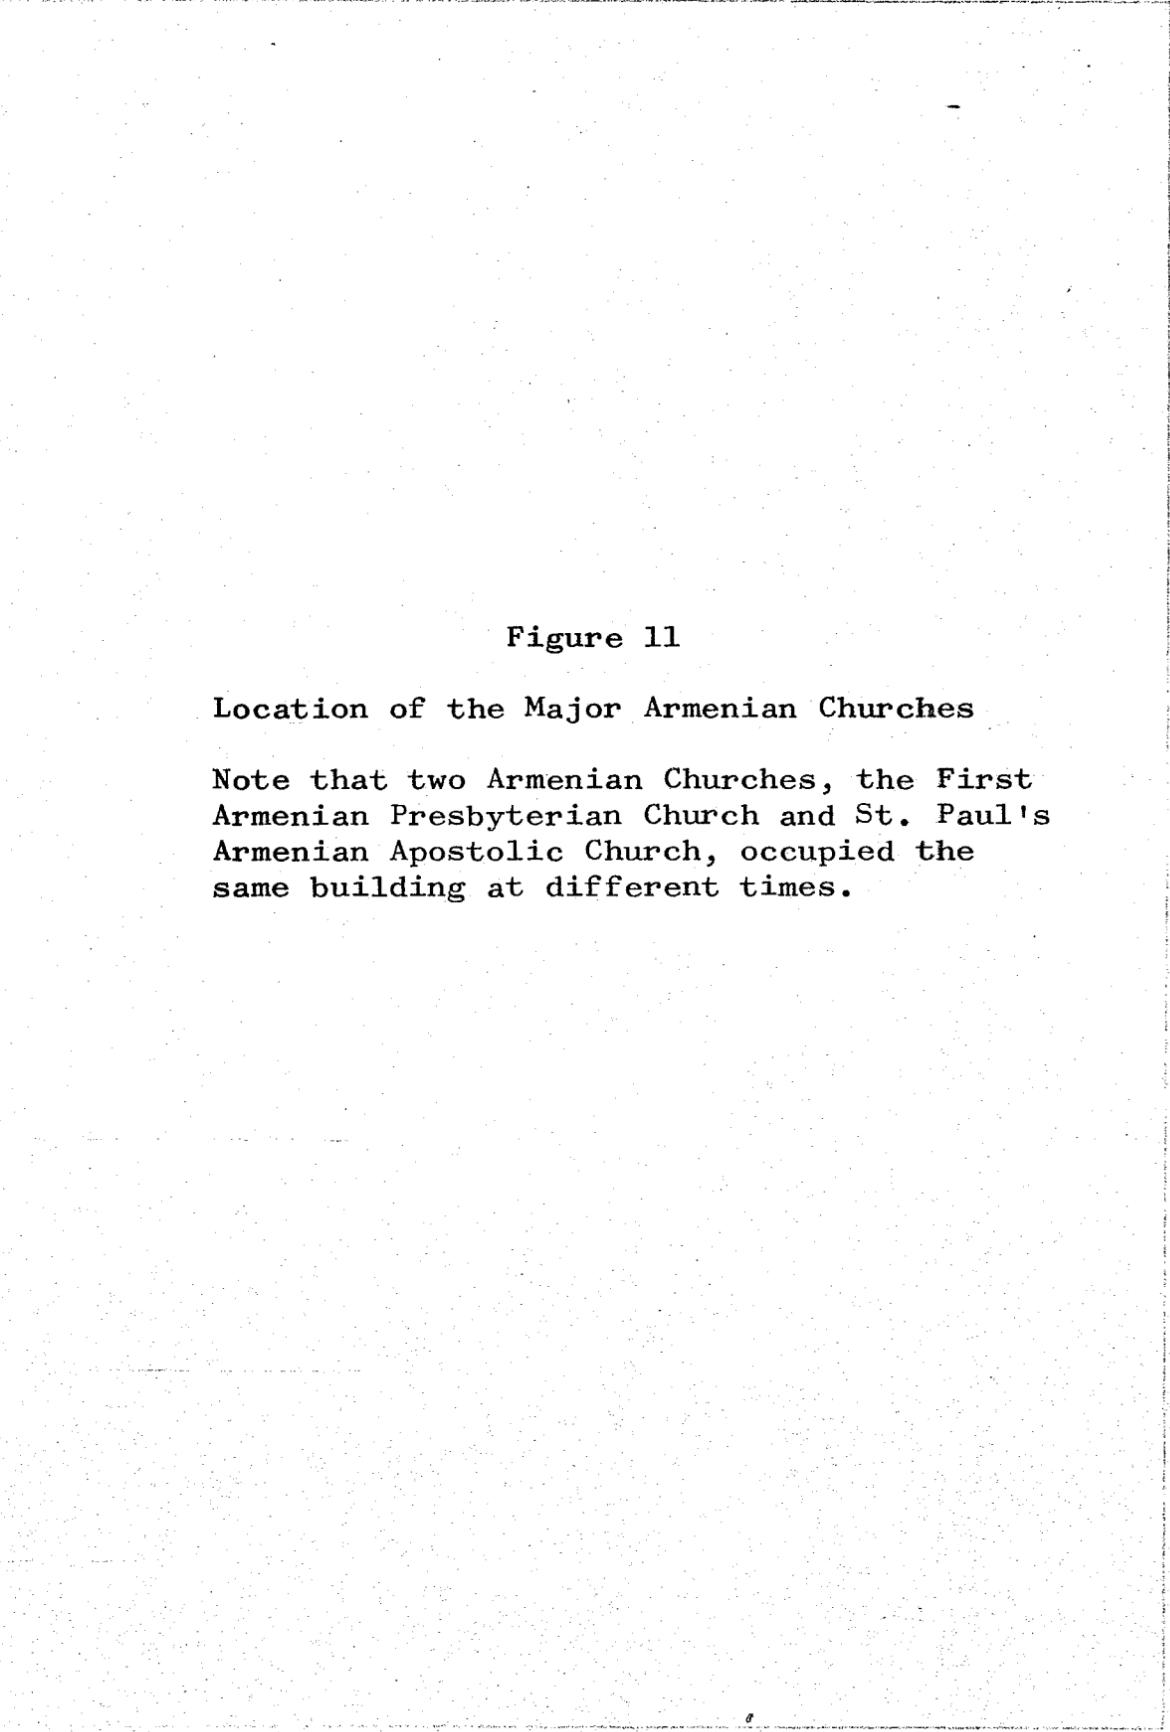 Figure 11
Location of the Major Armenian Churches
Note that two Armenian Churches, the First
Armenian Presbyterian Church and St. Paul's
Armenian Apostolic Church, occupied the
same building at different times.